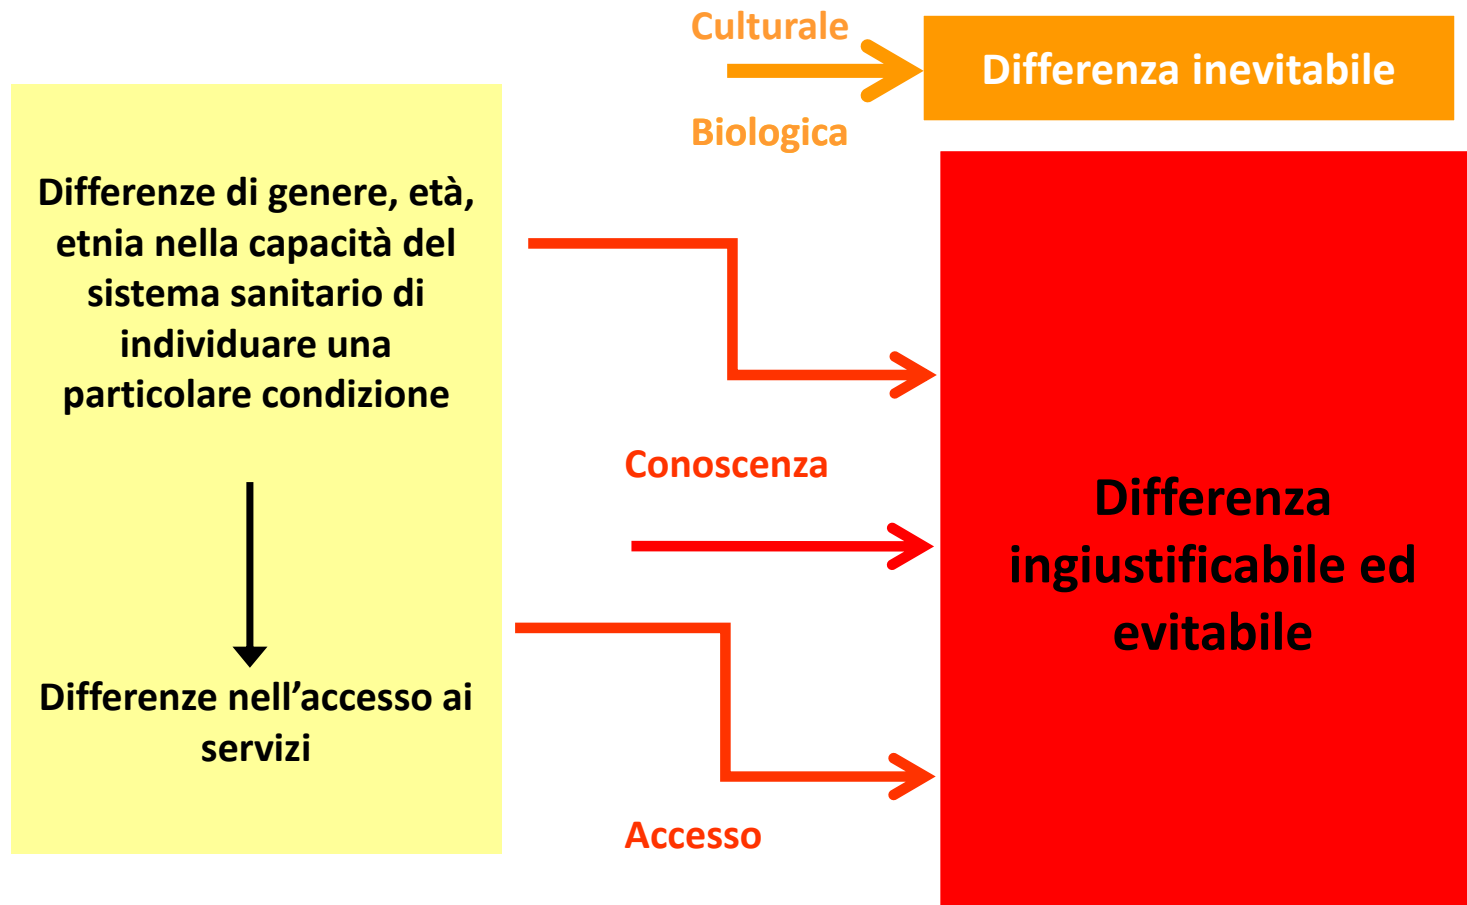 Culturale
Differenza inevitabile
Biologica
Differenze di genere, età,
etnia nella capacità del
sistema sanitario di
individuare una
particolare condizione
Differenze nell’accesso ai
servizi
Conoscenza
Accesso
Differenza
ingiustificabile ed
evitabile